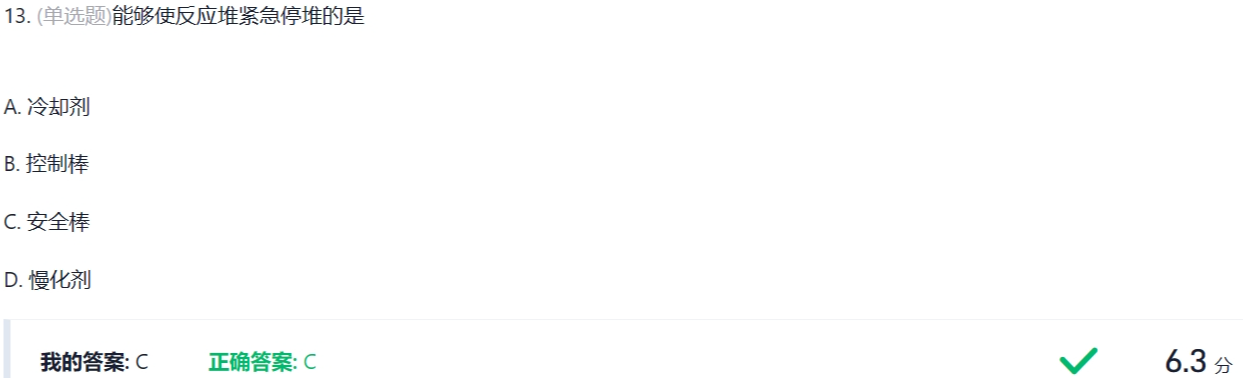 13. (单选题)能够使反应堆紧急停堆的是
A. 冷却剂
B. 控制棒
C. 安全棒
D. 慢化剂
我的答案: C 正确答案: C 6.3 分